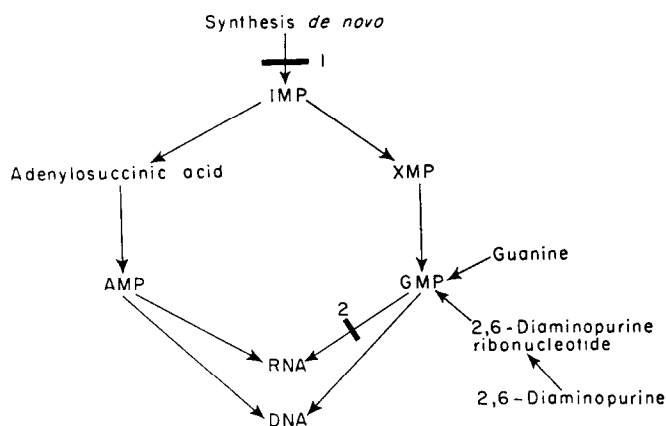 Synthesis de novo
1
IMP
Adenylosuccinic acid
XMP
Guanine
AMP
GMP
2
2,6-Diaminopurine
ribonucleotide
RNA
2,6-Diaminopurine
DNA